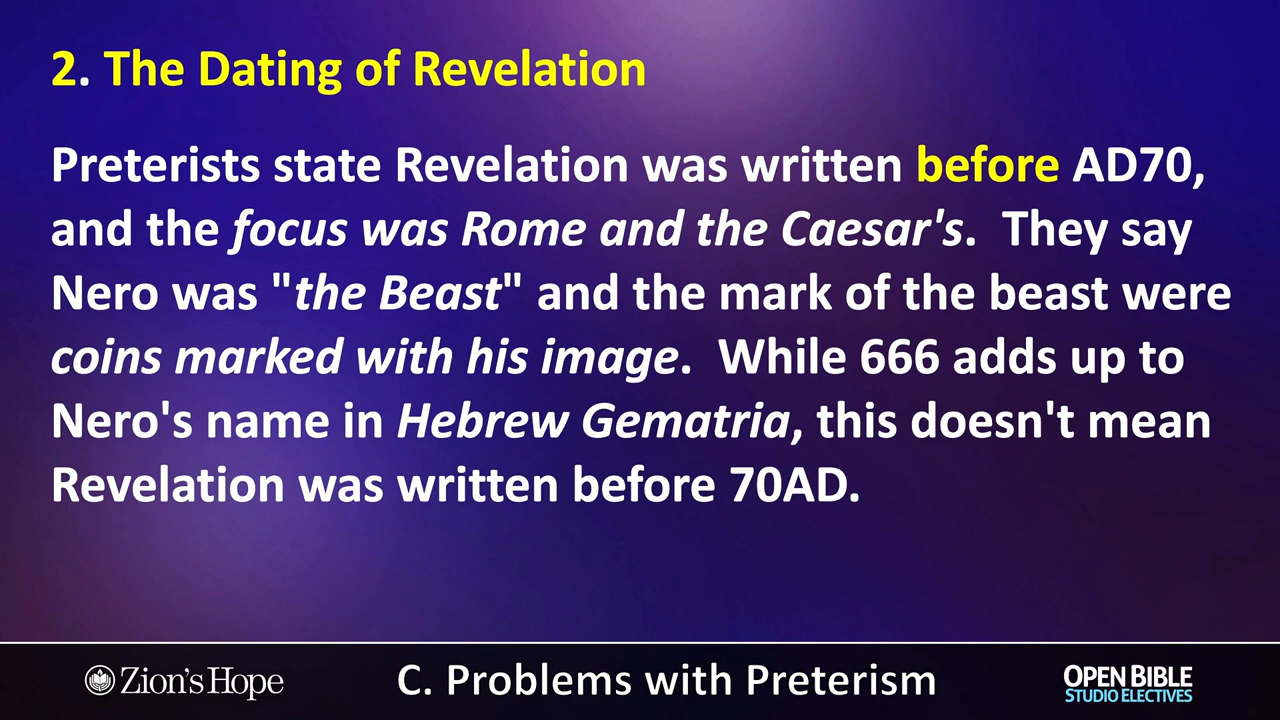 2. The Dating of Revelation
Preterists state Revelation was written before AD70,
and the focus was Rome and the Caesar's.  They say
Nero was "the Beast" and the mark of the beast were
coins marked with his image.  While 666 adds up to
Nero's name in Hebrew Gematria, this doesn't mean
Revelation was written before 70AD.
Zion's Hope
C. Problems with Preterism
OPEN BIBLE
STUDIO ELECTIVES